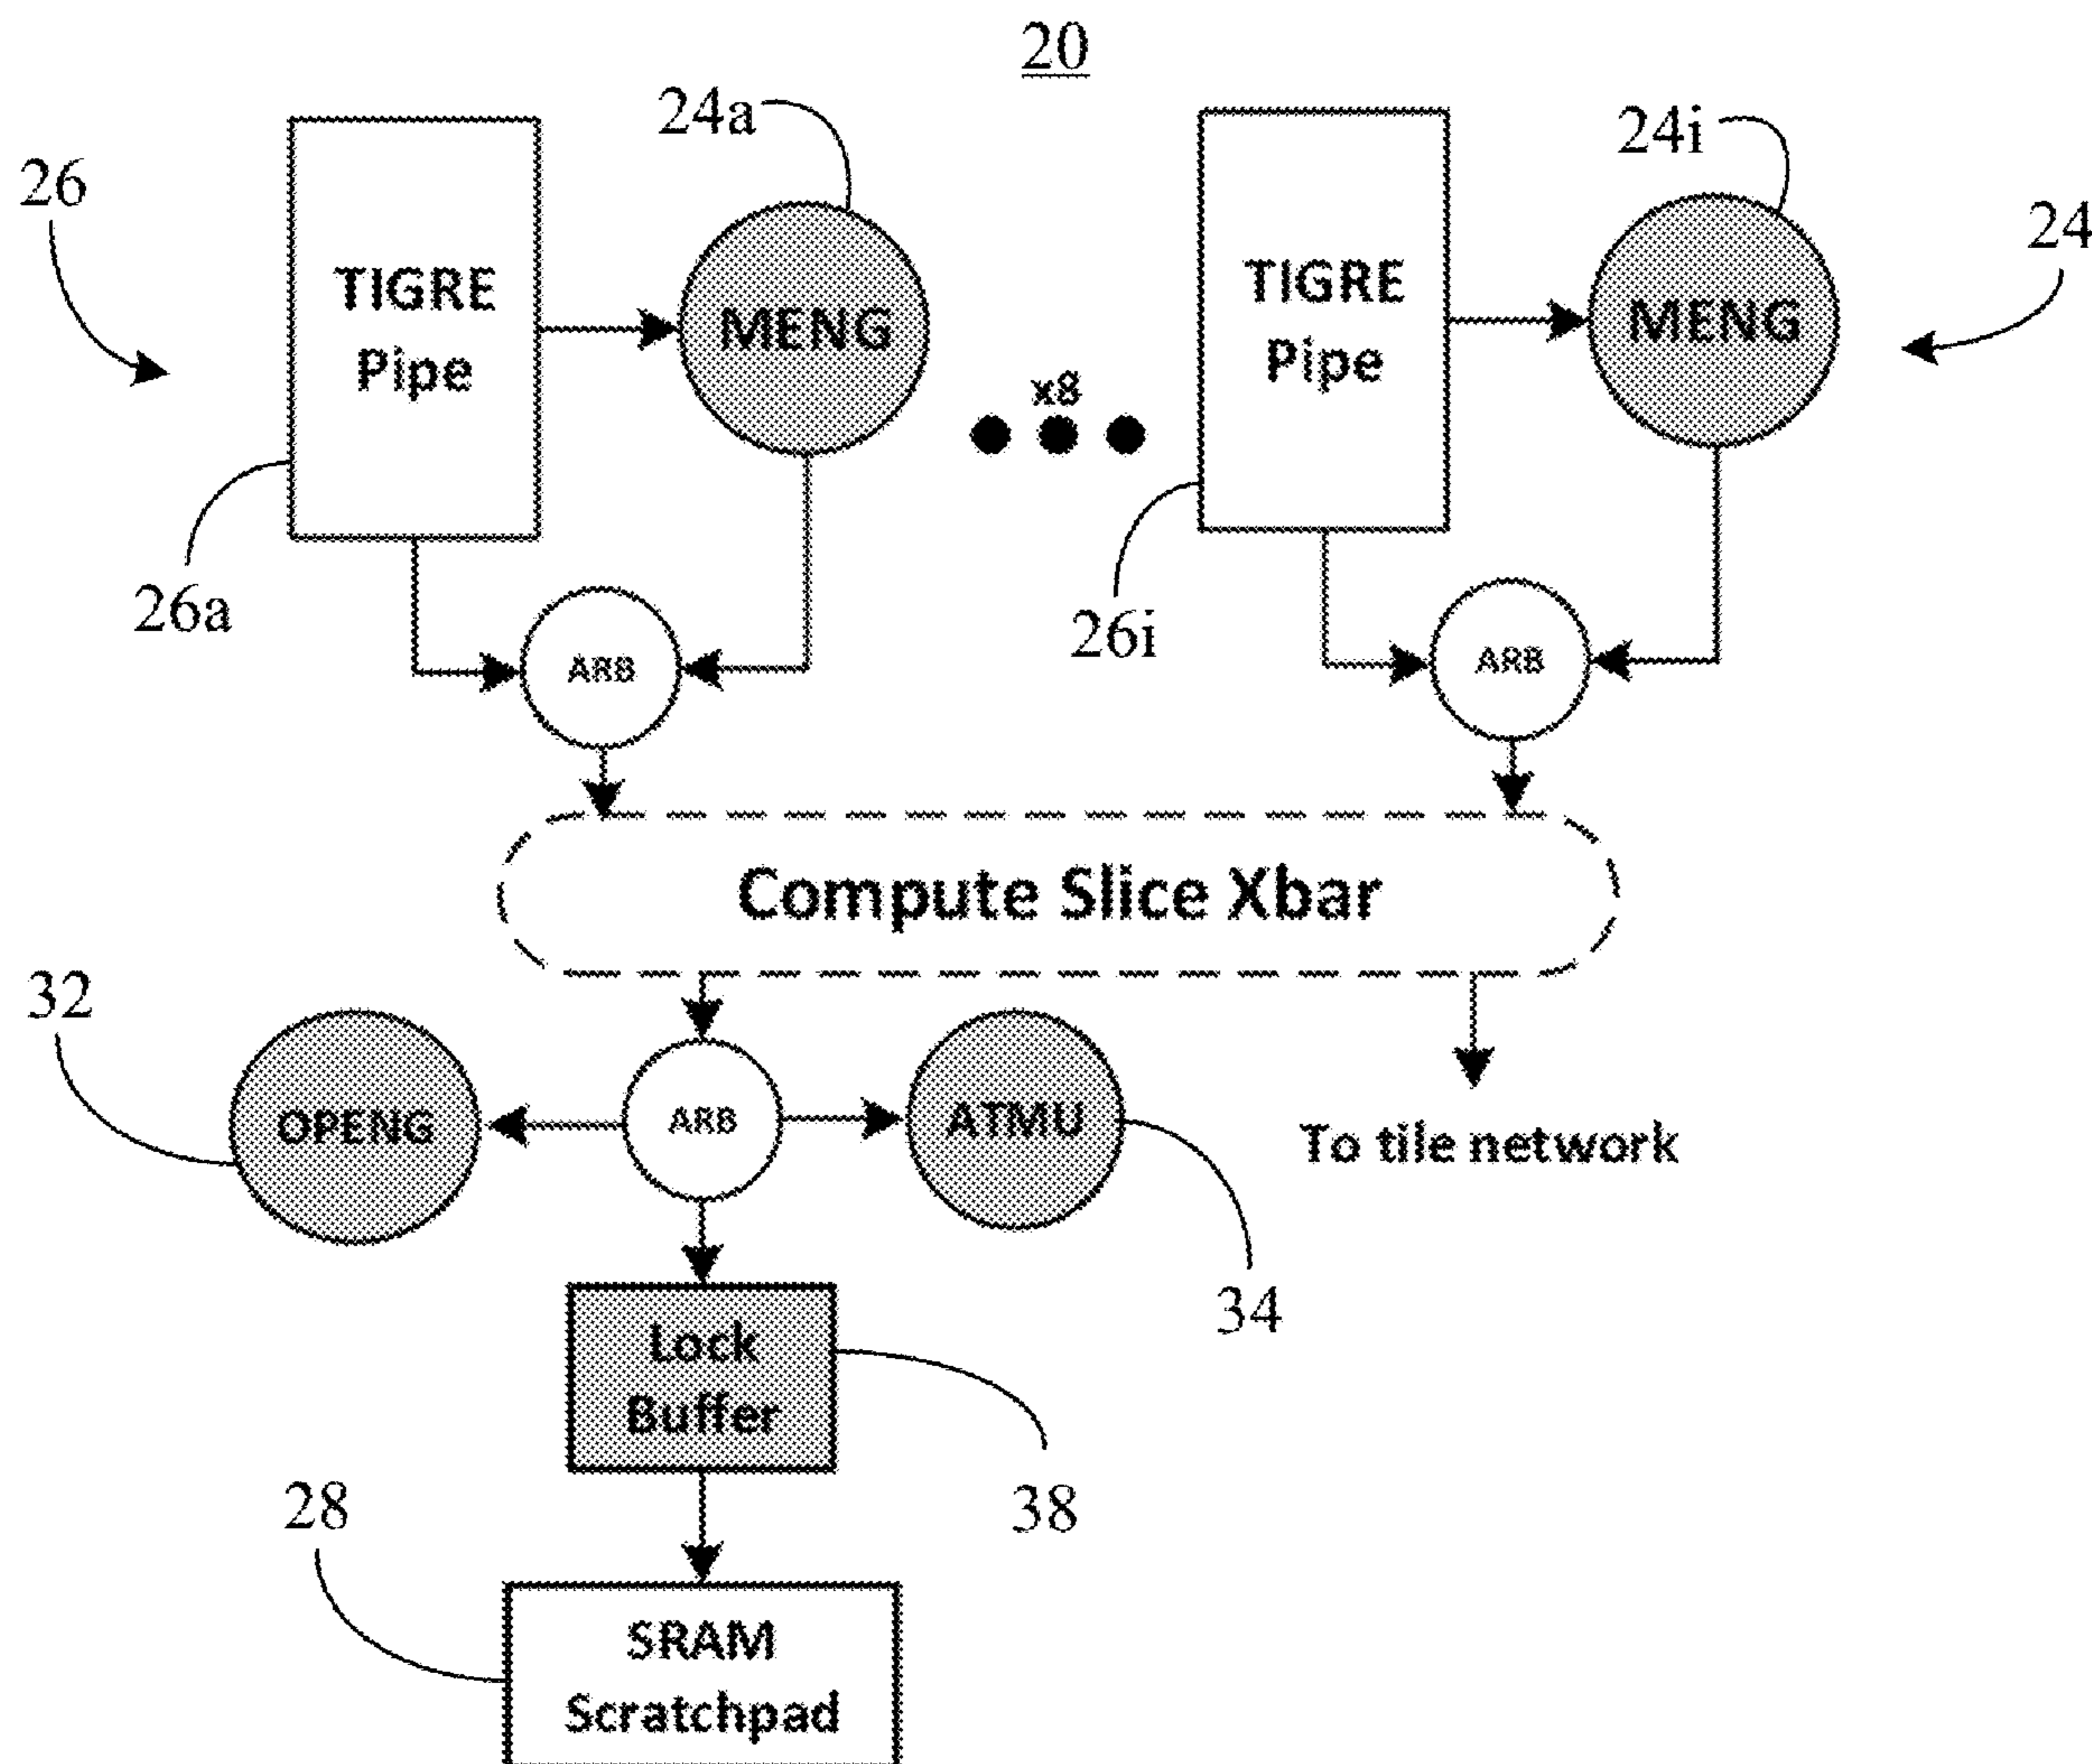 20
24a
24i
26
24
TIGRE
Pipe
MENG
x8
TIGRE
Pipe
MENG
26a
26i
ARB
ARB
Compute Slice Xbar
32
OPENG
ARB
ATMU
To tile network
34
Lock
Buffer
38
28
SRAM
Scratchpad